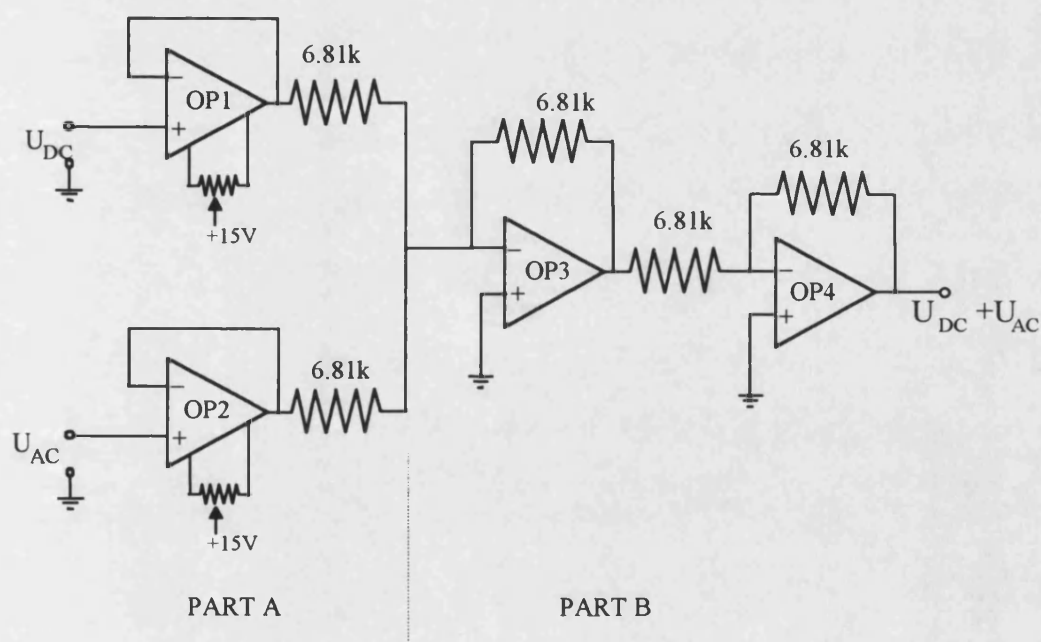 6.81k
OP1
U_DC
+15V
6.81k
OP3
6.81k
6.81k
OP4
U_DC +U_AC
6.81k
OP2
U_AC
+15V
PART A
PART B